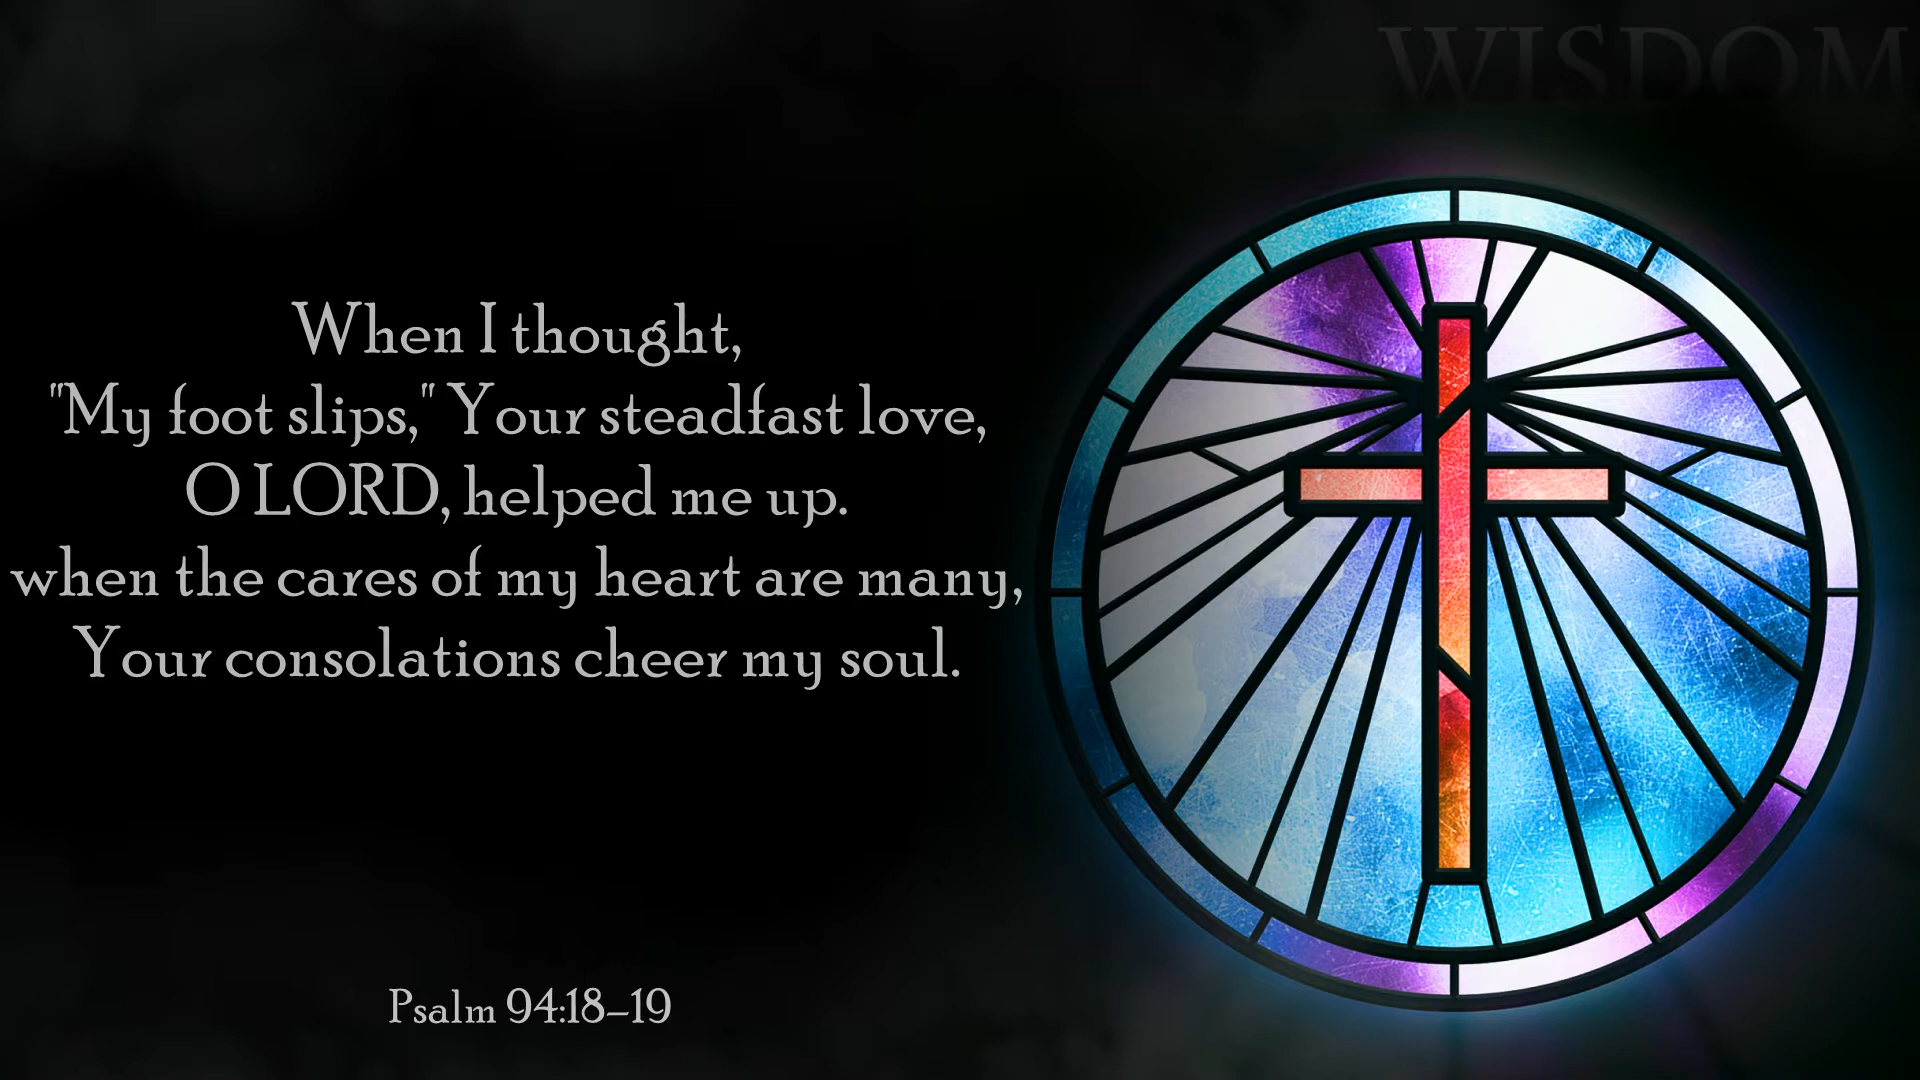 WISDOM
When I thought,
"My foot slips," Your steadfast love,
O LORD, helped me up.
when the cares of my heart are many,
Your consolations cheer my soul.
Psalm 94:18–19